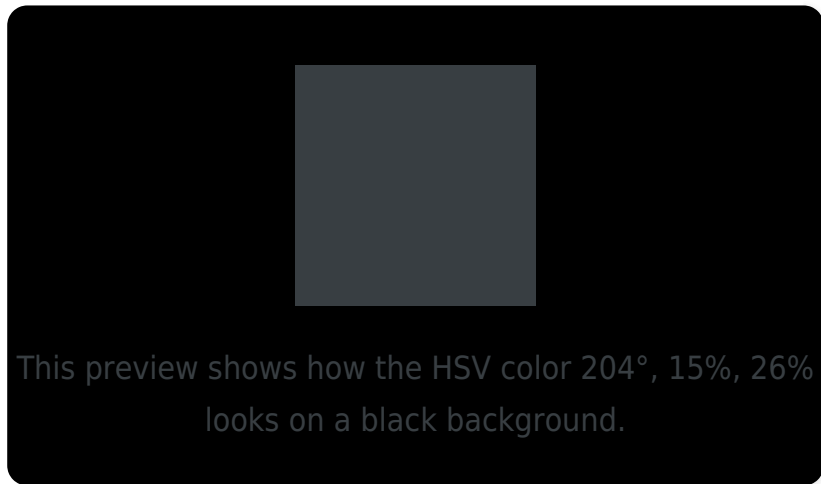 This preview shows how the HSV color 204°, 15%, 26%
looks on a black background.